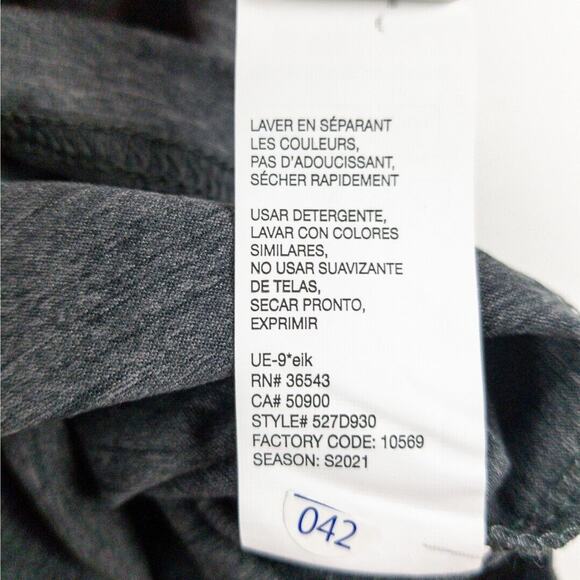 LAVER EN SÉPARANT
LES COULEURS,
PAS D'ADOUCISSANT,
SÉCHER RAPIDEMENT
USAR DETERGENTE,
LAVAR CON COLORES
SIMILARES,
NO USAR SUAVIZANTE
DE TELAS,
SECAR PRONTO,
EXPRIMIR
UE-9*eik
RN# 36543
CA# 50900
STYLE# 527D930
FACTORY CODE: 10569
SEASON: S2021
042